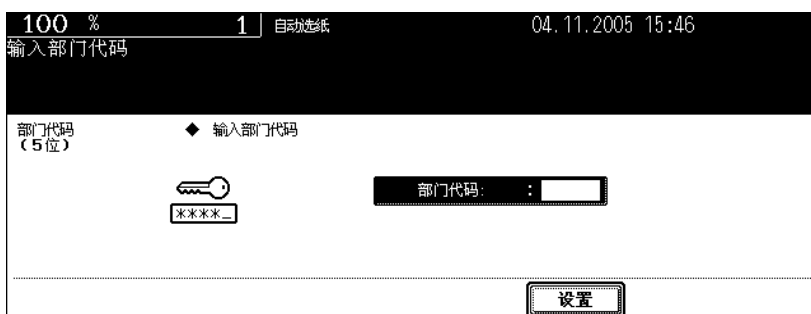 100 % 1 自动选纸 04.11.2005 15:46
输入部门代码
部门代码 ◆ 输入部门代码
(5位)
部门代码: :
****_
设置